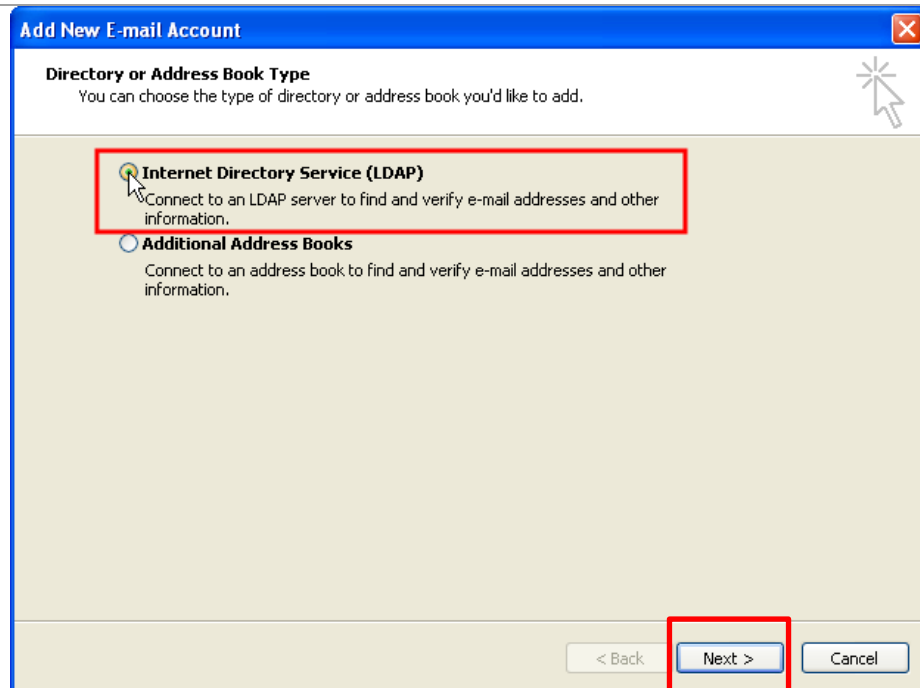 Add New E-mail Account
Directory or Address Book Type
You can choose the type of directory or address book you'd like to add.
Internet Directory Service (LDAP)
Connect to an LDAP server to find and verify e-mail addresses and other
information.
Additional Address Books
Connect to an address book to find and verify e-mail addresses and other
information.
< Back
Next >
Cancel